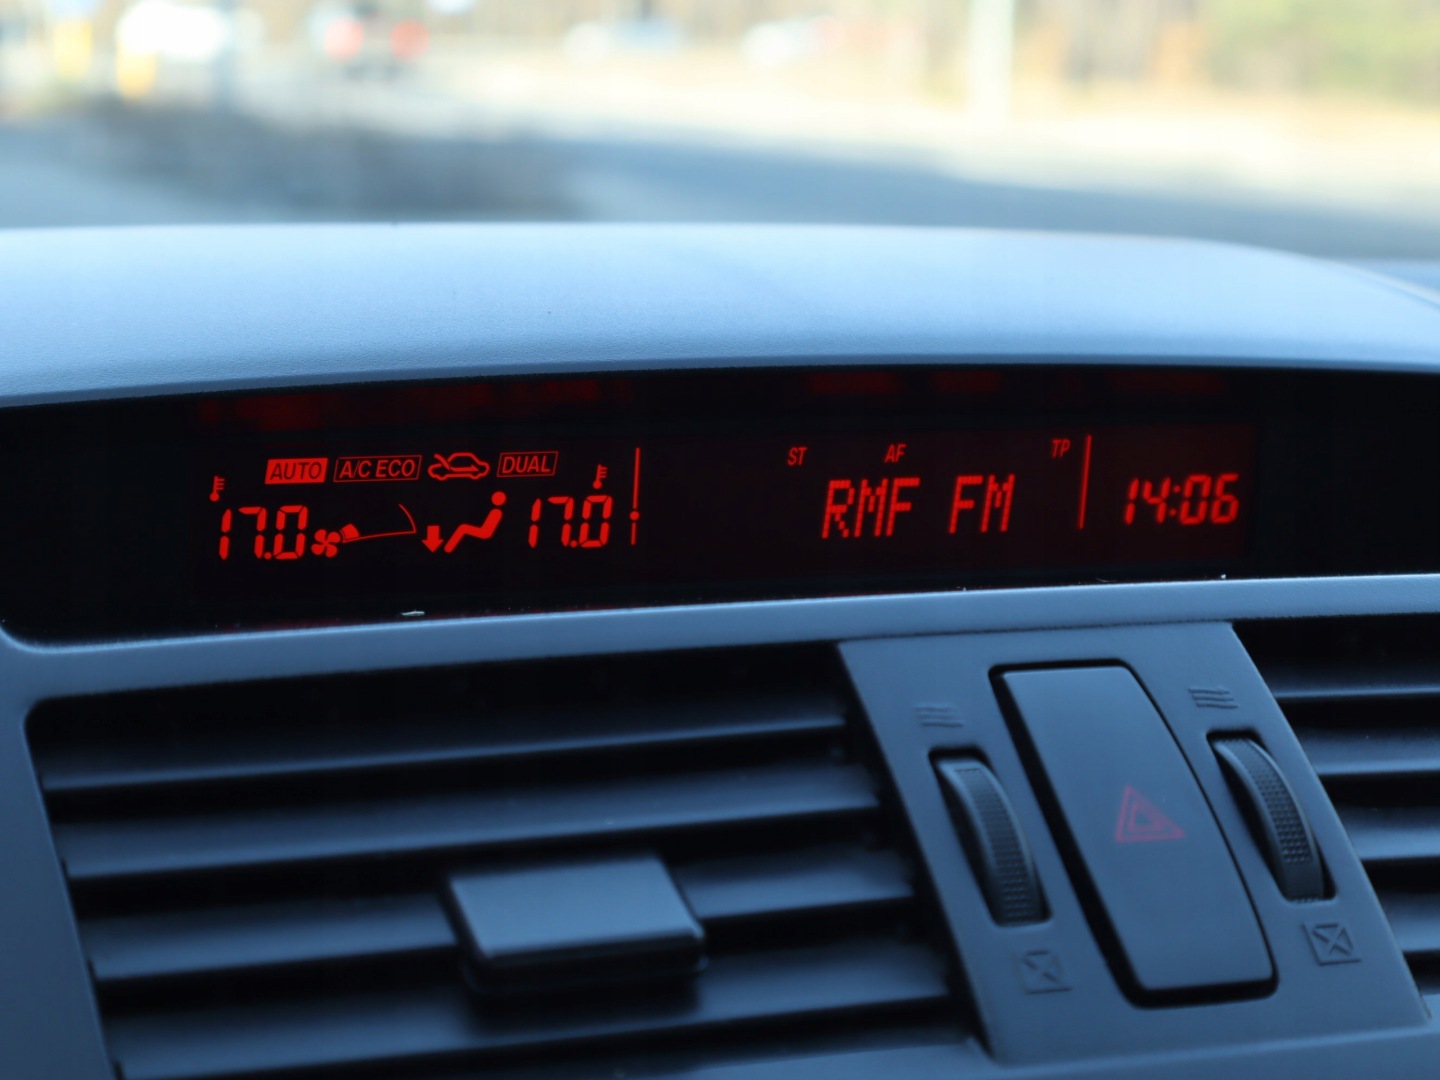 AUTO A/C ECO DUAL
17.0 17.0
ST AF TP
RMF FM
14:06